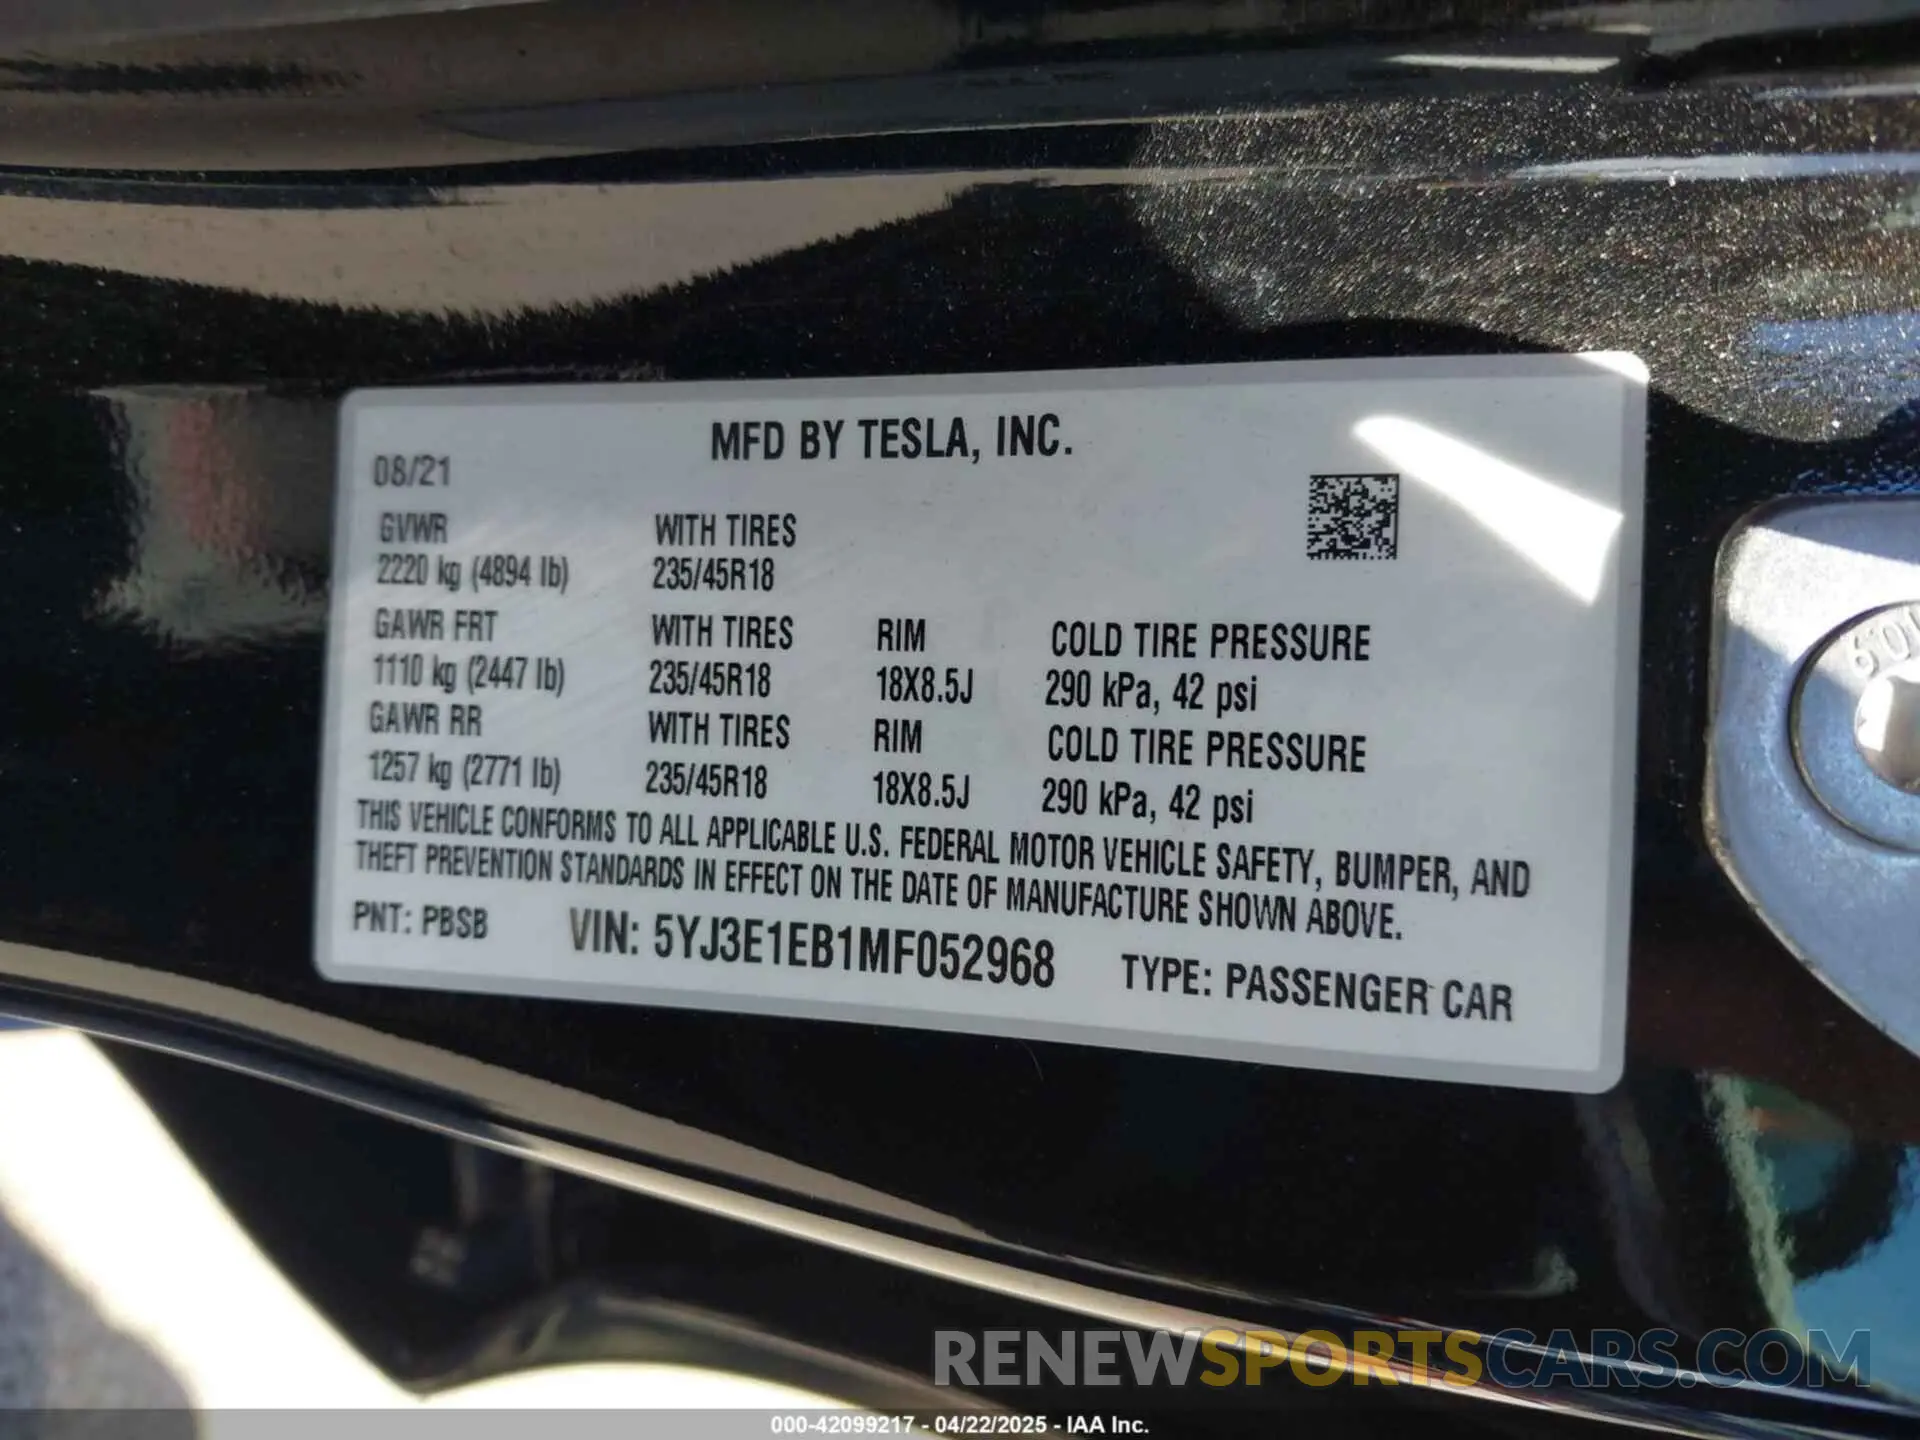 MFD BY TESLA, INC.
08/21
GVWR WITH TIRES
2220 kg (4894 lb) 235/45R18
GAWR FRT WITH TIRES RIM COLD TIRE PRESSURE
1110 kg (2447 lb) 235/45R18 18X8.5J 290 kPa, 42 psi
GAWR RR WITH TIRES RIM COLD TIRE PRESSURE
1257 kg (2771 lb) 235/45R18 18X8.5J 290 kPa, 42 psi
THIS VEHICLE CONFORMS TO ALL APPLICABLE U.S. FEDERAL MOTOR VEHICLE SAFETY, BUMPER, AND
THEFT PREVENTION STANDARDS IN EFFECT ON THE DATE OF MANUFACTURE SHOWN ABOVE.
PNT: PBSB VIN: 5YJ3E1EB1MF052968 TYPE: PASSENGER CAR
RENEWSPORTSCARS.COM
000-42099217 - 04/22/2025 - IAA Inc.